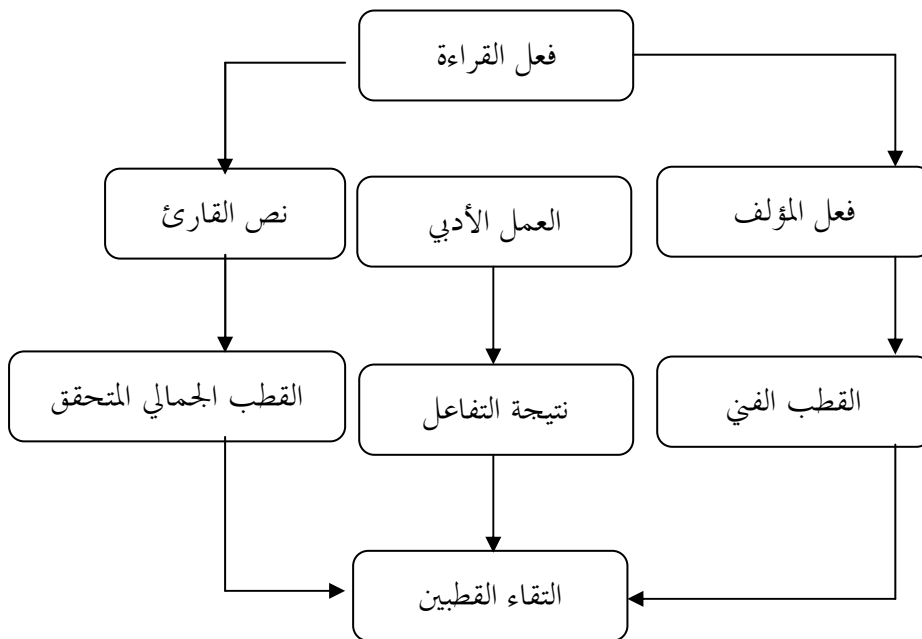 فعل القراءة
فعل المؤلف
العمل الأدبي
نص القارئ
القطب الفني
نتيجة التفاعل
القطب الجمالي المتحقق
التقاء القطبين